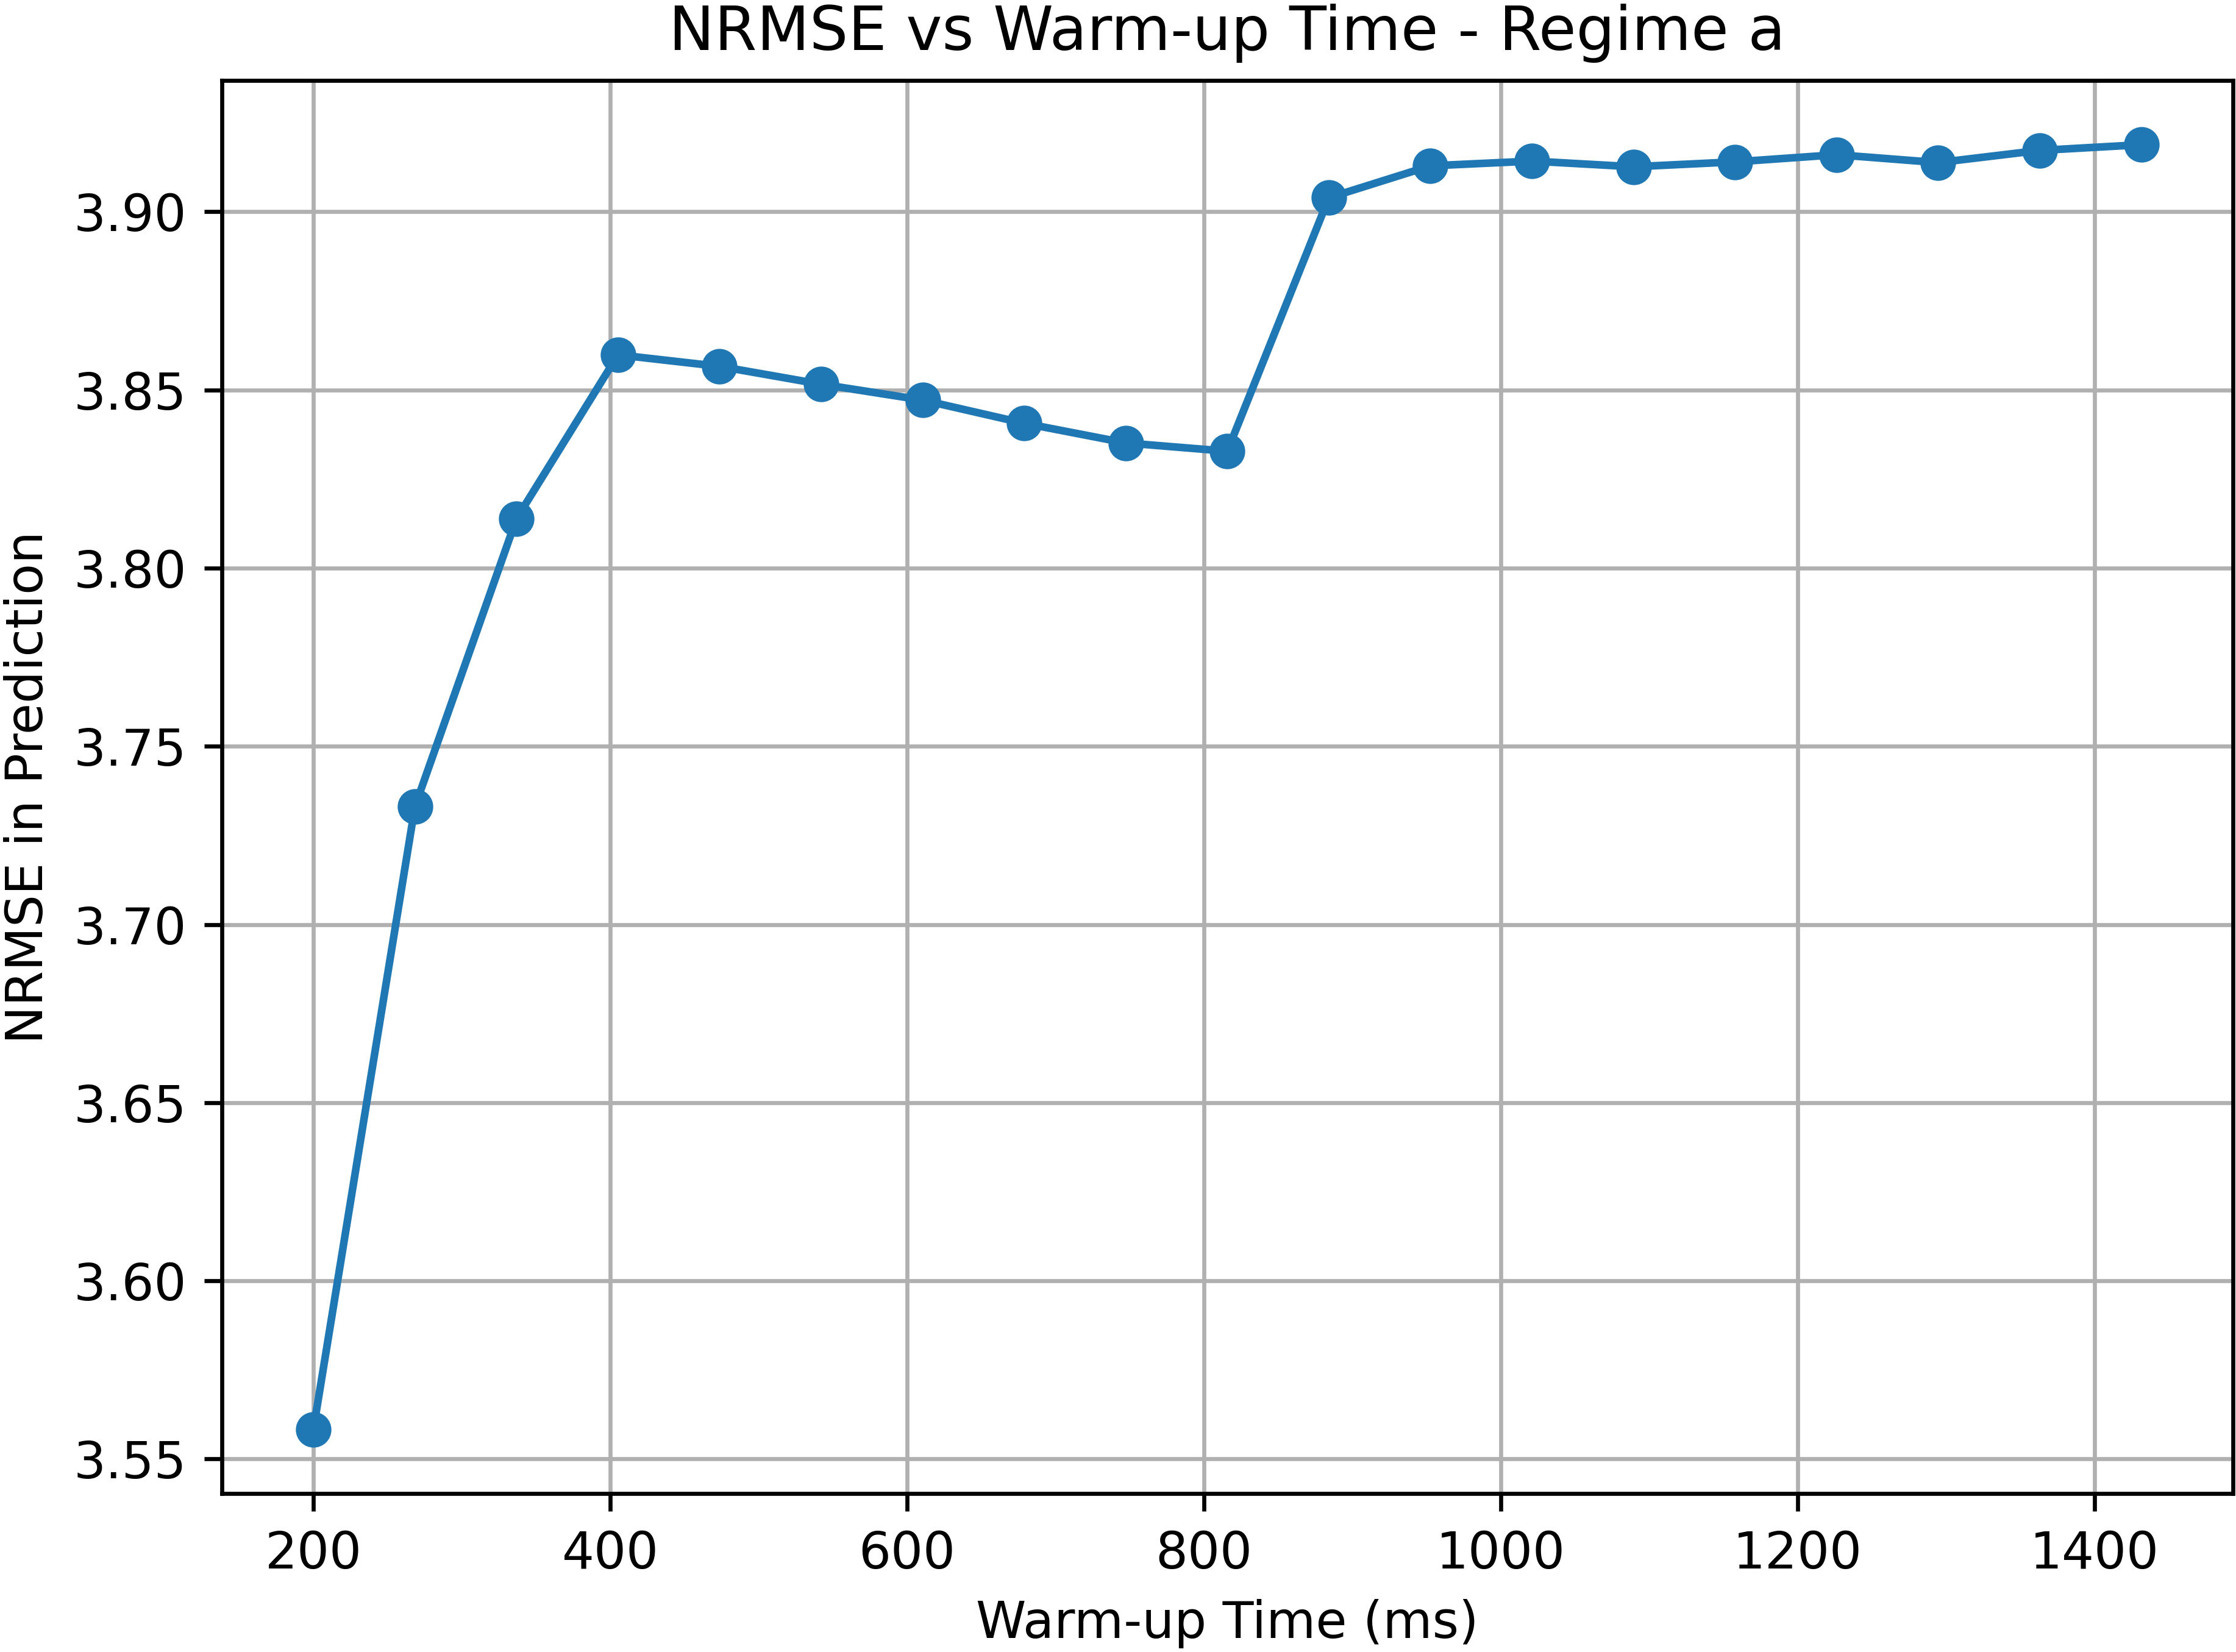 NRMSE vs Warm-up Time - Regime a
NRMSE in Prediction
3.90
3.85
3.80
3.75
3.70
3.65
3.60
3.55
200 400 600 800 1000 1200 1400
Warm-up Time (ms)